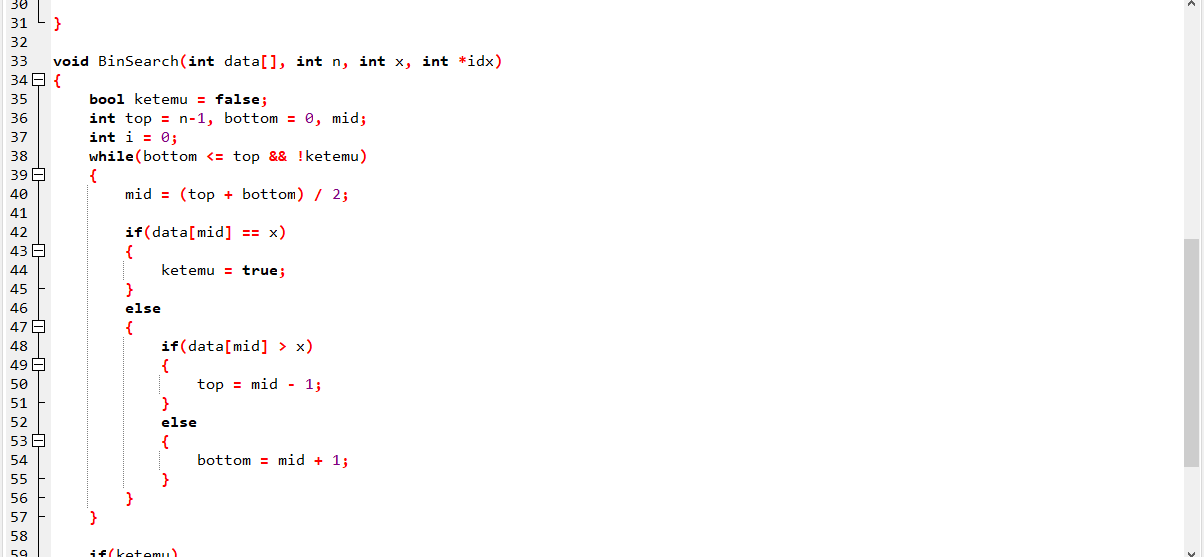 30
31 }
32
33 void BinSearch(int data[], int n, int x, int *idx)
34 {
35 bool ketemu = false;
36 int top = n-1, bottom = 0, mid;
37 int i = 0;
38 while(bottom <= top && !ketemu)
39 {
40 mid = (top + bottom) / 2;
41
42 if(data[mid] == x)
43 {
44 ketemu = true;
45 }
46 else
47 {
48 if(data[mid] > x)
49 {
50 top = mid - 1;
51 }
52 else
53 {
54 bottom = mid + 1;
55 }
56 }
57 }
58
59 if(ketemu)